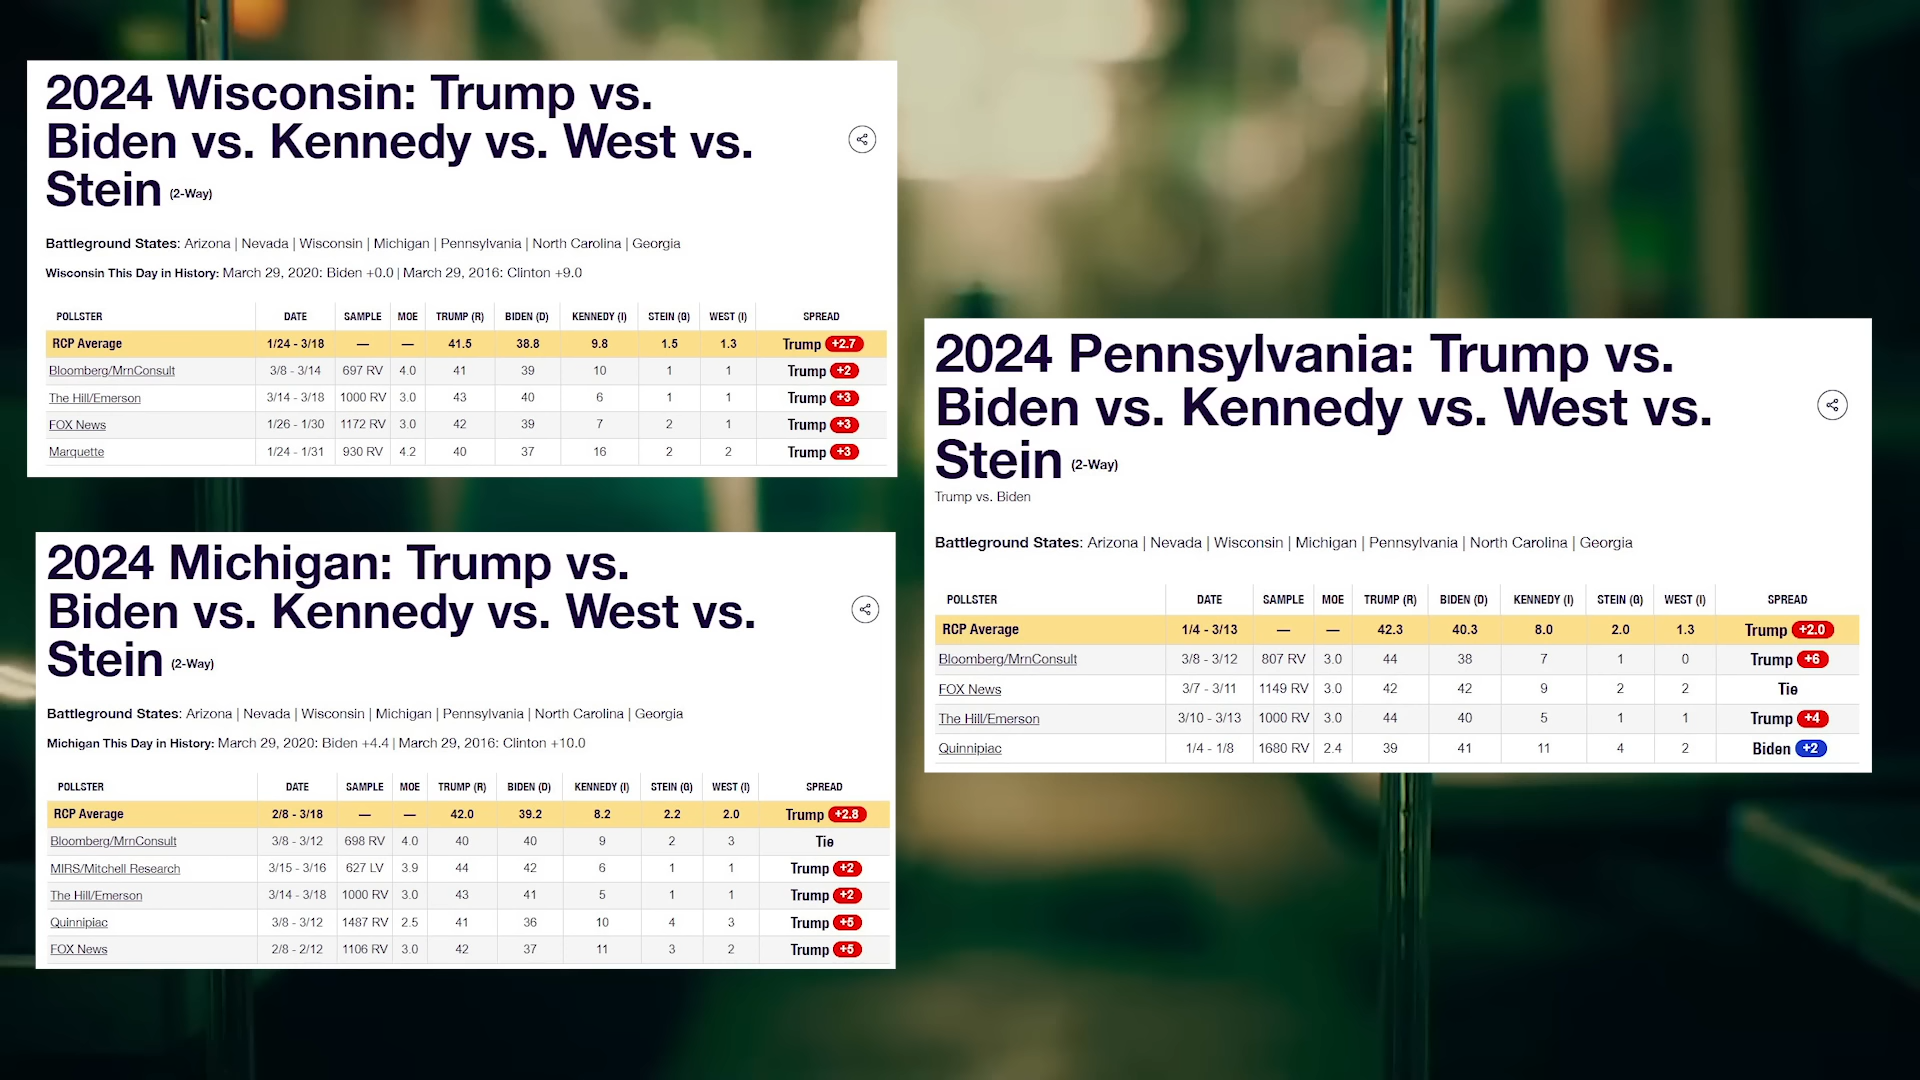 2024 Wisconsin: Trump vs.
Biden vs. Kennedy vs. West vs.
Stein (2-Way)
Battleground States: Arizona | Nevada | Wisconsin | Michigan | Pennsylvania | North Carolina | Georgia
Wisconsin This Day in History: March 29, 2020: Biden +0.0 | March 29, 2016: Clinton +9.0
POLLSTER DATE SAMPLE MOE TRUMP (R) BIDEN (D) KENNEDY (I) STEIN (G) WEST (I) SPREAD
RCP Average 1/24 - 3/18 — — 41.5 38.8 9.8 1.5 1.3 Trump +2.7
Bloomberg/MrnConsult 3/8 - 3/14 697 RV 4.0 41 39 10 1 1 Trump +2
The Hill/Emerson 3/14 - 3/18 1000 RV 3.0 43 40 6 1 1 Trump +3
FOX News 1/26 - 1/30 1172 RV 3.0 42 39 7 2 1 Trump +3
Marquette 1/24 - 1/31 930 RV 4.2 40 37 16 2 2 Trump +3
2024 Michigan: Trump vs.
Biden vs. Kennedy vs. West vs.
Stein (2-Way)
Battleground States: Arizona | Nevada | Wisconsin | Michigan | Pennsylvania | North Carolina | Georgia
Michigan This Day in History: March 29, 2020: Biden +4.4 | March 29, 2016: Clinton +10.0
POLLSTER DATE SAMPLE MOE TRUMP (R) BIDEN (D) KENNEDY (I) STEIN (G) WEST (I) SPREAD
RCP Average 2/8 - 3/18 — — 42.0 39.2 8.2 2.2 2.0 Trump +2.8
Bloomberg/MrnConsult 3/8 - 3/12 698 RV 4.0 40 40 9 2 3 Tie
MIRS/Mitchell Research 3/15 - 3/16 627 LV 3.9 44 42 6 1 1 Trump +2
The Hill/Emerson 3/14 - 3/18 1000 RV 3.0 43 41 5 1 1 Trump +2
Quinnipiac 3/8 - 3/12 1487 RV 2.5 41 36 10 4 3 Trump +5
FOX News 2/8 - 2/12 1106 RV 3.0 42 37 11 3 2 Trump +5
2024 Pennsylvania: Trump vs.
Biden vs. Kennedy vs. West vs.
Stein (2-Way)
Trump vs. Biden
Battleground States: Arizona | Nevada | Wisconsin | Michigan | Pennsylvania | North Carolina | Georgia
POLLSTER DATE SAMPLE MOE TRUMP (R) BIDEN (D) KENNEDY (I) STEIN (G) WEST (I) SPREAD
RCP Average 1/4 - 3/13 — — 42.3 40.3 8.0 2.0 1.3 Trump +2.0
Bloomberg/MrnConsult 3/8 - 3/12 807 RV 3.0 44 38 7 1 0 Trump +6
FOX News 3/7 - 3/11 1149 RV 3.0 42 42 9 2 2 Tie
The Hill/Emerson 3/10 - 3/13 1000 RV 3.0 44 40 5 1 1 Trump +4
Quinnipiac 1/4 - 1/8 1680 RV 2.4 39 41 11 4 2 Biden +2